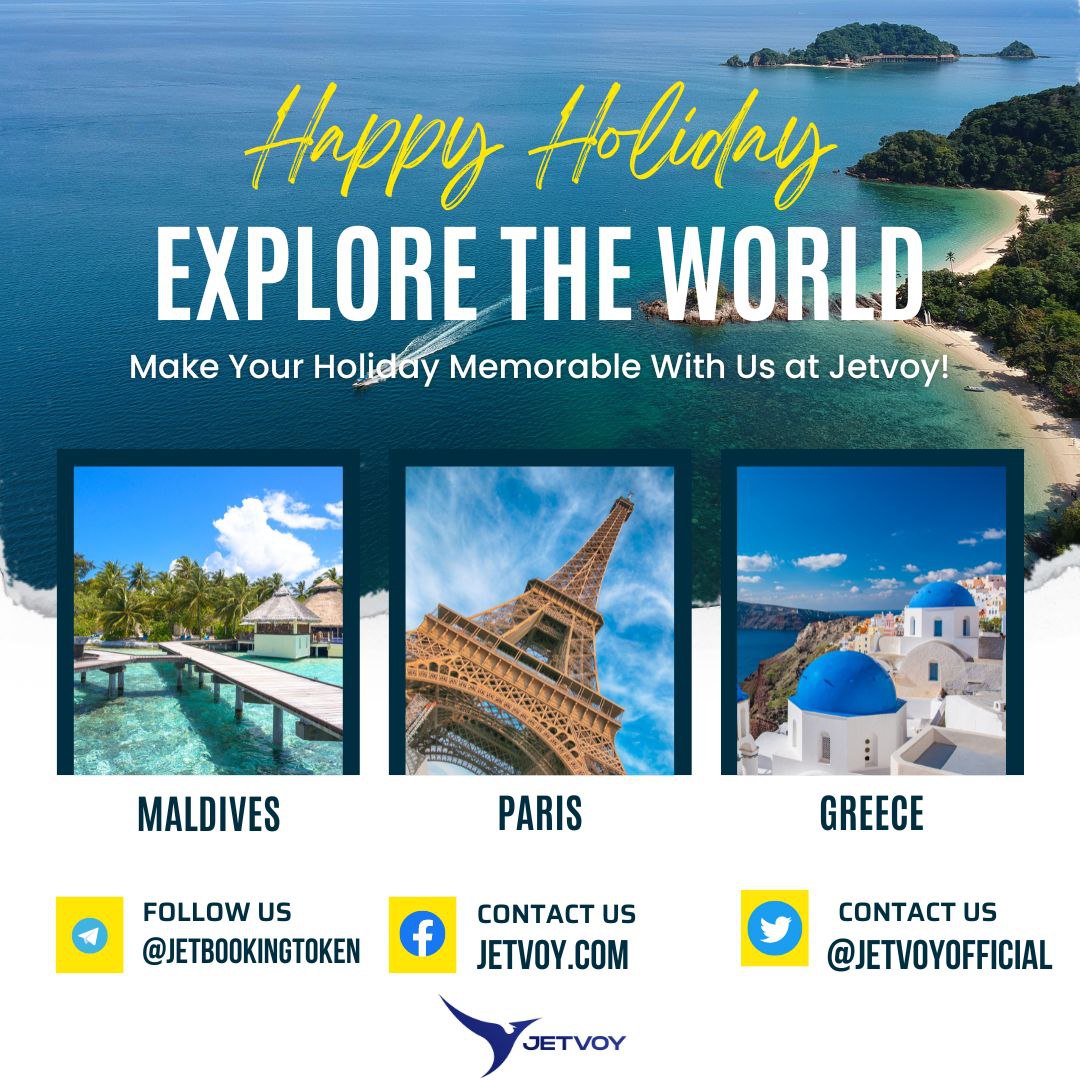 Happy Holiday
EXPLORE THE WORLD
Make Your Holiday Memorable With Us at Jetvoy!
MALDIVES
PARIS
GREECE
FOLLOW US
@JETBOOKINGTOKEN
CONTACT US
JETVOY.COM
CONTACT US
@JETVOYOFFICIAL
JETVOY